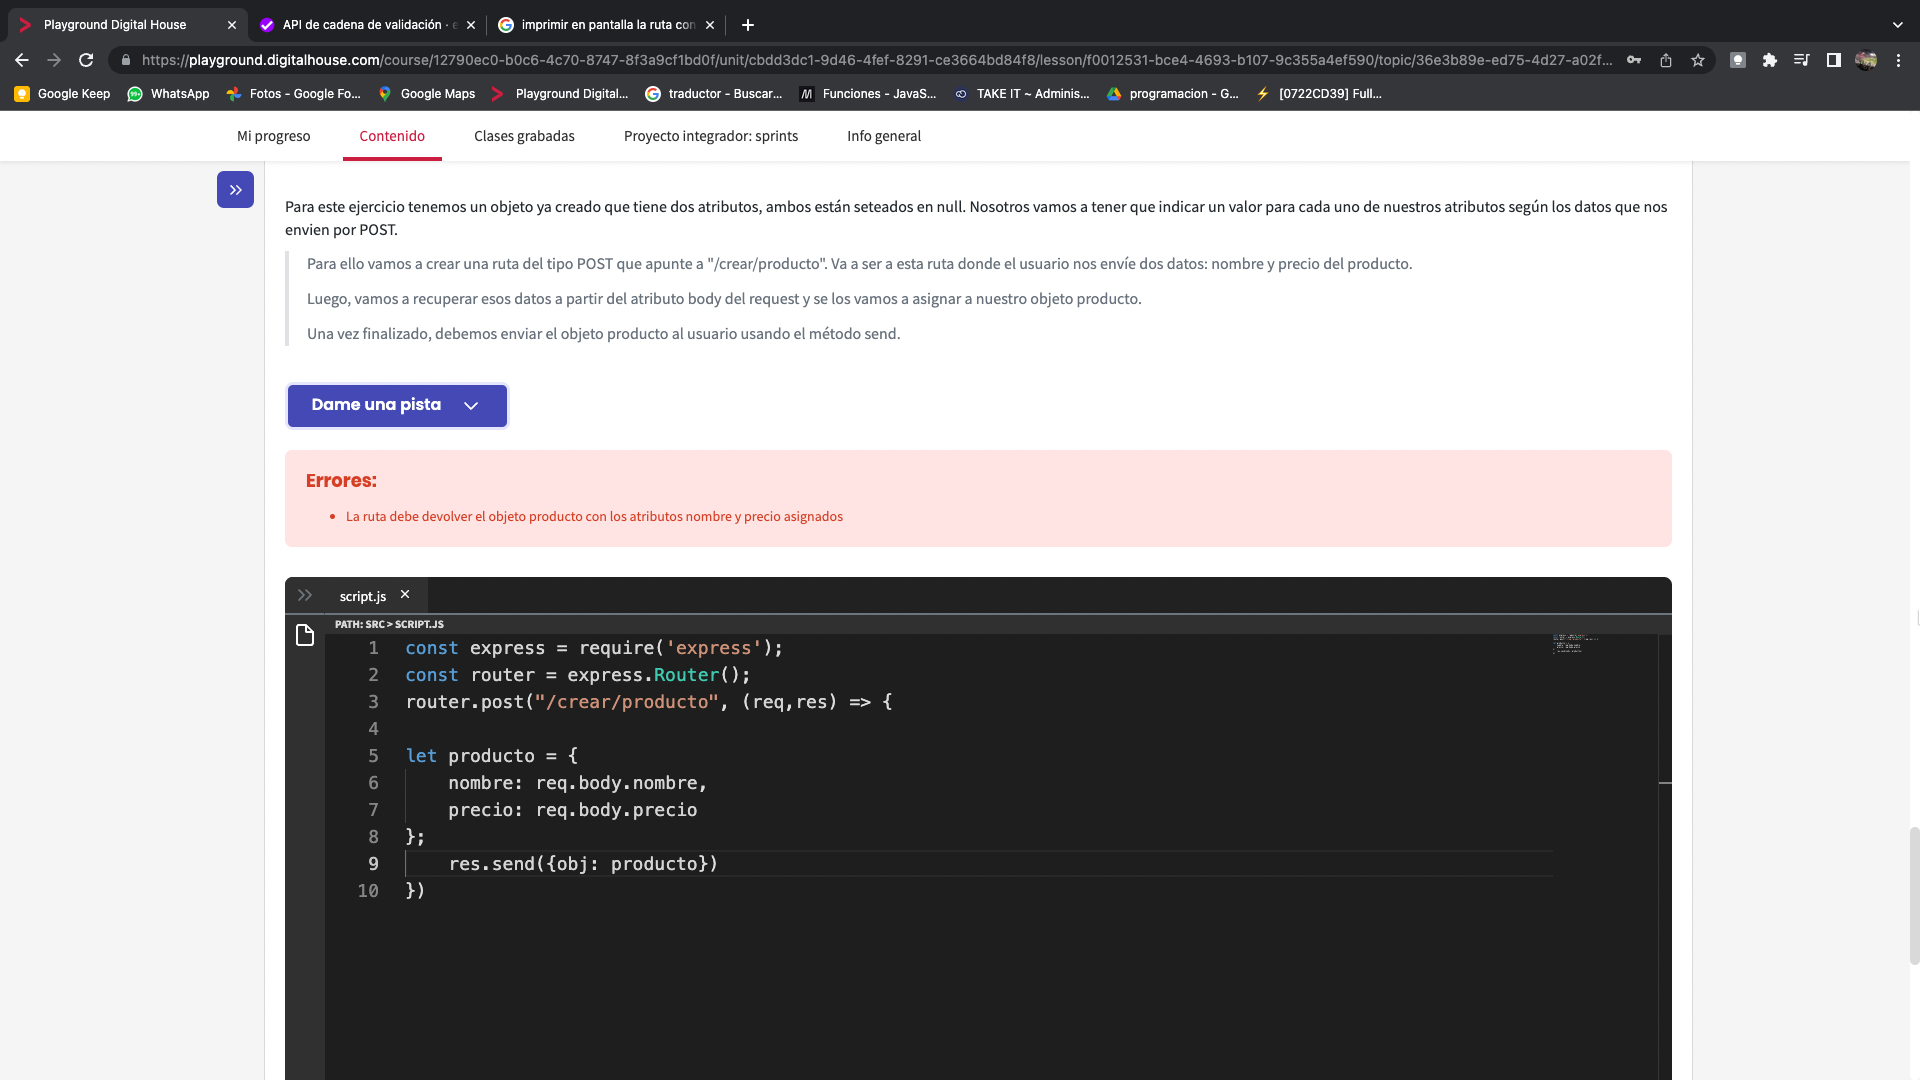 Playground Digital House
API de cadena de validación · e
imprimir en pantalla la ruta con
https://playground.digitalhouse.com/course/12790ec0-b0c6-4c70-8747-8f3a9cf1bd0f/unit/cbdd3dc1-9d46-4fef-8291-ce3664bd84f8/lesson/f0012531-bce4-4693-b107-9c355a4ef590/topic/36e3b89e-ed75-4d27-a02f...
Google Keep
WhatsApp
Fotos - Google Fo...
Google Maps
Playground Digital...
traductor - Buscar...
Funciones - JavaS...
TAKE IT ~ Adminis...
programacion - G...
[0722CD39] Full...
Mi progreso
Contenido
Clases grabadas
Proyecto integrador: sprints
Info general
Para este ejercicio tenemos un objeto ya creado que tiene dos atributos, ambos están seteados en null. Nosotros vamos a tener que indicar un valor para cada uno de nuestros atributos según los datos que nos
envien por POST.
Para ello vamos a crear una ruta del tipo POST que apunte a "/crear/producto". Va a ser a esta ruta donde el usuario nos envíe dos datos: nombre y precio del producto.
Luego, vamos a recuperar esos datos a partir del atributo body del request y se los vamos a asignar a nuestro objeto producto.
Una vez finalizado, debemos enviar el objeto producto al usuario usando el método send.
Dame una pista
Errores:
• La ruta debe devolver el objeto producto con los atributos nombre y precio asignados
script.js
PATH: SRC > SCRIPT.JS
1 const express = require('express');
2 const router = express.Router();
3 router.post("/crear/producto", (req,res) => {
4
5 let producto = {
6 nombre: req.body.nombre,
7 precio: req.body.precio
8 };
9 res.send({obj: producto})
10 })